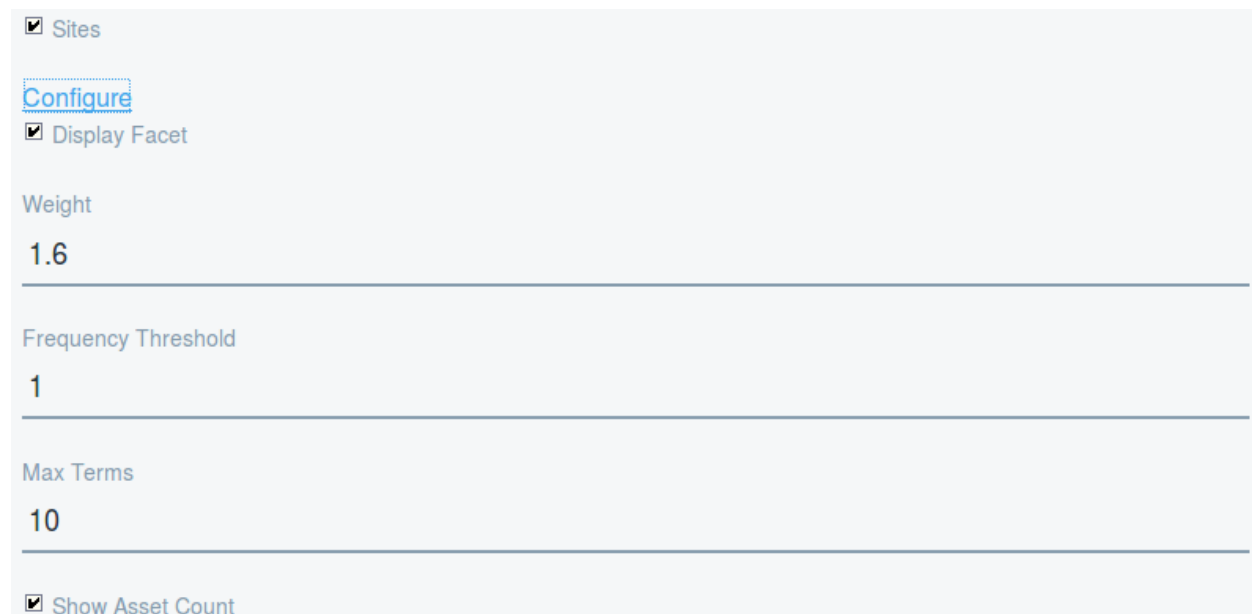 Sites
Configure
Display Facet
Weight
1.6
Frequency Threshold
1
Max Terms
10
Show Asset Count